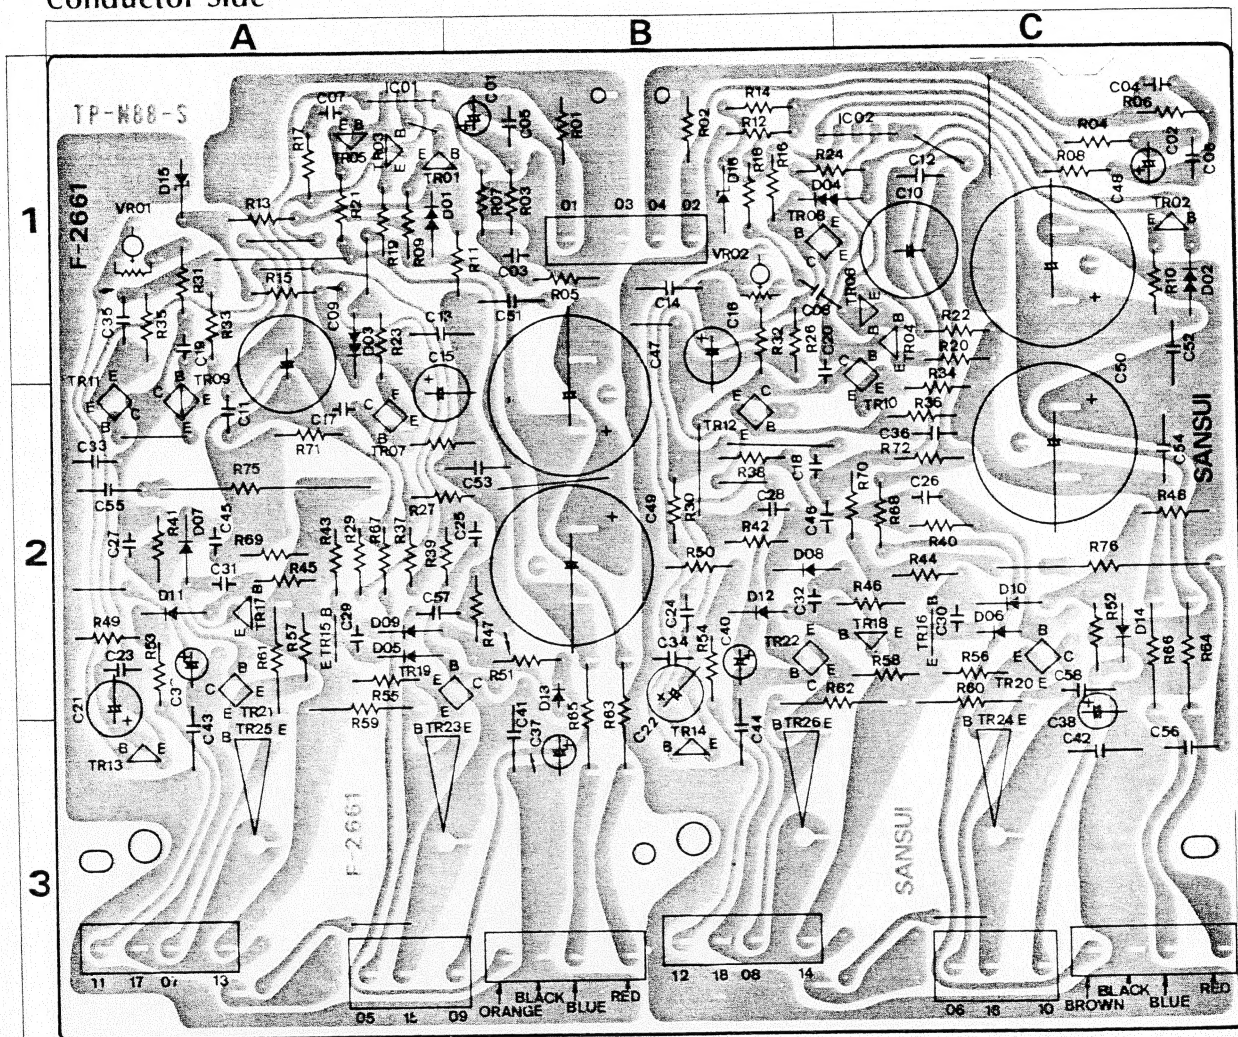 Conductor Side
A B C
TP-N88-S
C07 IC01 C01 C05 R01 R02 R14 R12 IC02 C04 R06 R04 C02 C06
R17 TR05 TR03 TR01 D16 R18 R16 R24 C12 R08 C48
D15 F-2661 VR01 R13 R21 R19 R09 D01 R07 R03 R11 C03 D04 TR08 C10 TR02
01 03 04 02
1
R31 R15 R05 C51 C14 VR02 C08 TR06 R10 D02
C35 R35 C19 R33 C09 D03 R23 C13 C15 C47 C16 R32 R26 C20 TR04 R22 R20 R34 C50 C52
TR11 TR09 C11 C17 TR07 TR12 TR10 R36 C36 R72
C33 R71 R75 C53 R38 C18 R70 C54 SANSUI
C55 R27 C49 R30 C28 C46 R68 C26 R48
2
C27 R41 D07 C45 R69 R43 R29 R67 R37 R39 C25 R50 R42 D08 R40 R44 R76
C31 R45 D11 TR17 C57 R47 C24 D12 C32 R46 TR18 TR16 C30 D10 D06 R52 D14
R49 R53 C23 R61 R57 TR15 C29 D09 D05 TR19 R51 C34 R54 C40 TR22 R58 R56 TR20 C58 R66 R64
C21 TR21 R55 R59 D13 R65 R63 C22 R62 R60 C38
TR13 C43 TR25 TR23 C41 C37 TR14 C44 TR26 TR24 C42 C56
F-2661 SANSUI
3
11 17 13
05 09
ORANGE BLACK BLUE RED
12 18 08 14
06 16 10
BROWN BLACK BLUE RED